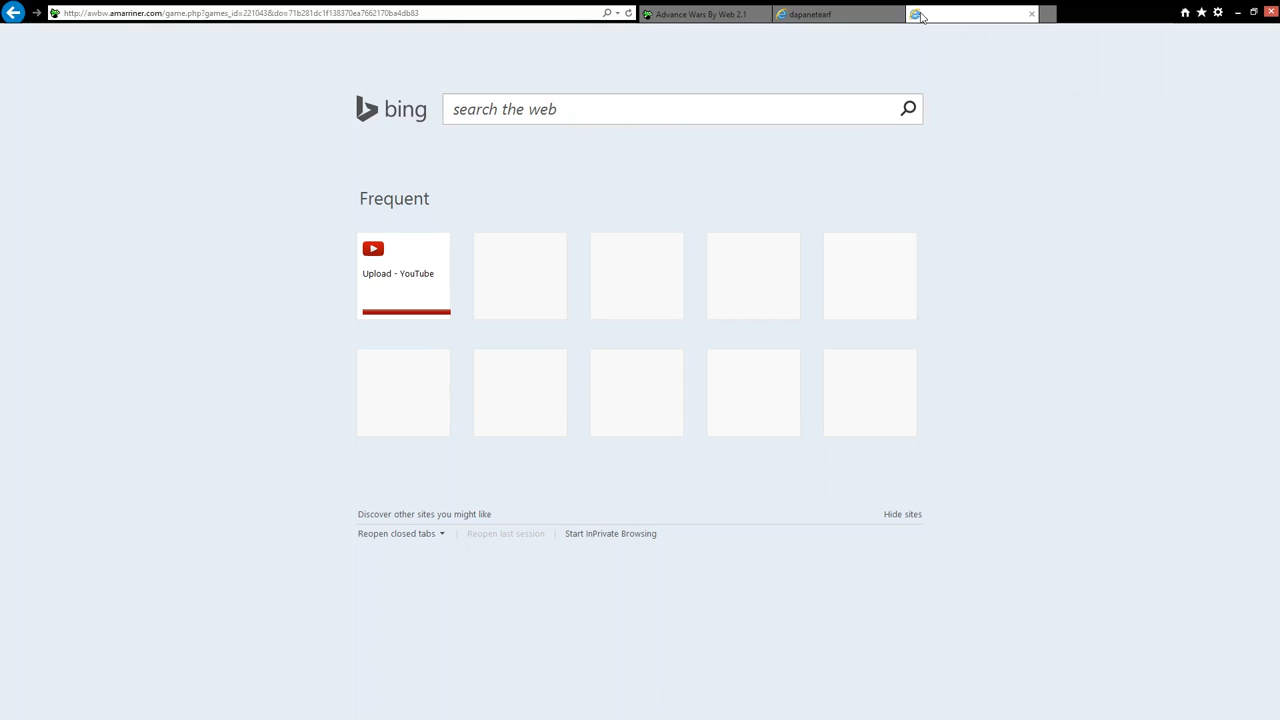 http://awbw.amarriner.com/game.php?games_id=221043&do=71b281dc1f138370ea7662170ba4db83
Advance Wars By Web 2.1
dapanetearf
bing
search the web
Frequent
Upload - YouTube
Discover other sites you might like
Hide sites
Reopen closed tabs
Reopen last session
Start InPrivate Browsing